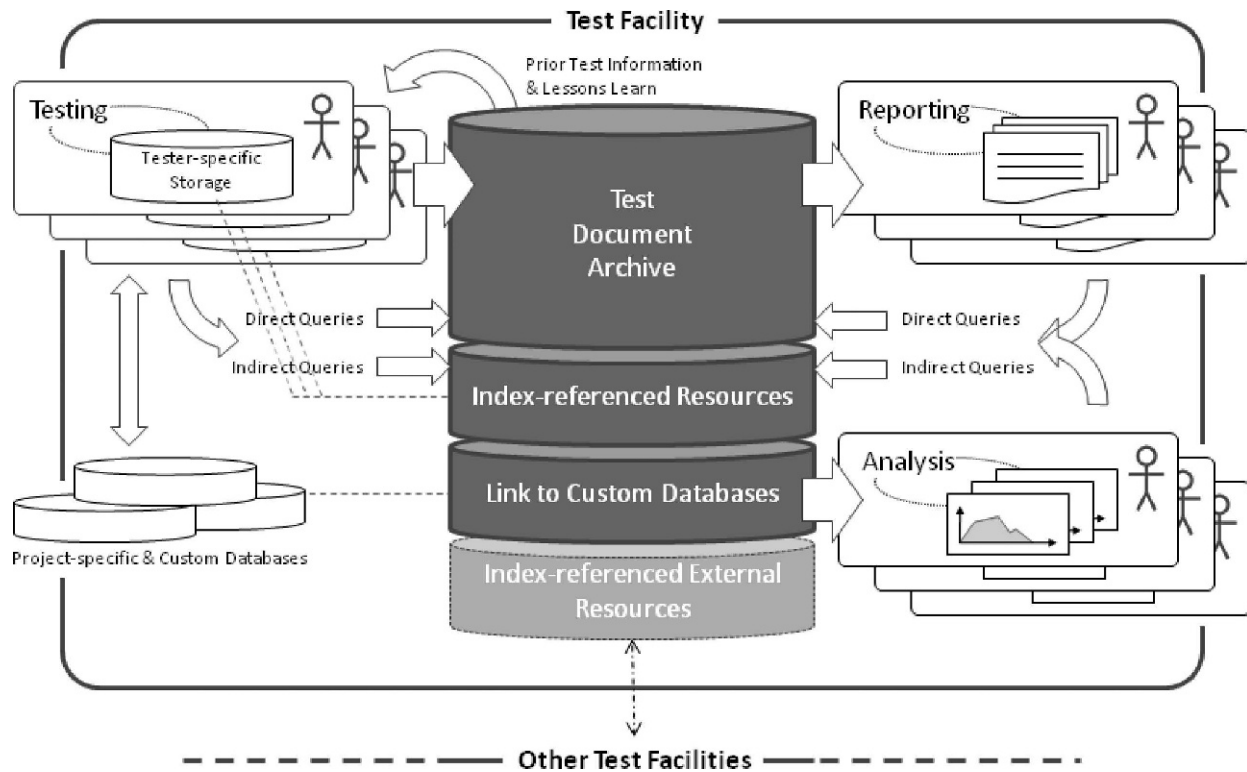 Test Facility
Prior Test Information
& Lessons Learn
Testing
Tester-specific
Storage
Reporting
Test
Document
Archive
Direct Queries
Direct Queries
Indirect Queries
Indirect Queries
Index-referenced Resources
Analysis
Link to Custom Databases
Project-specific & Custom Databases
Index-referenced External
Resources
Other Test Facilities